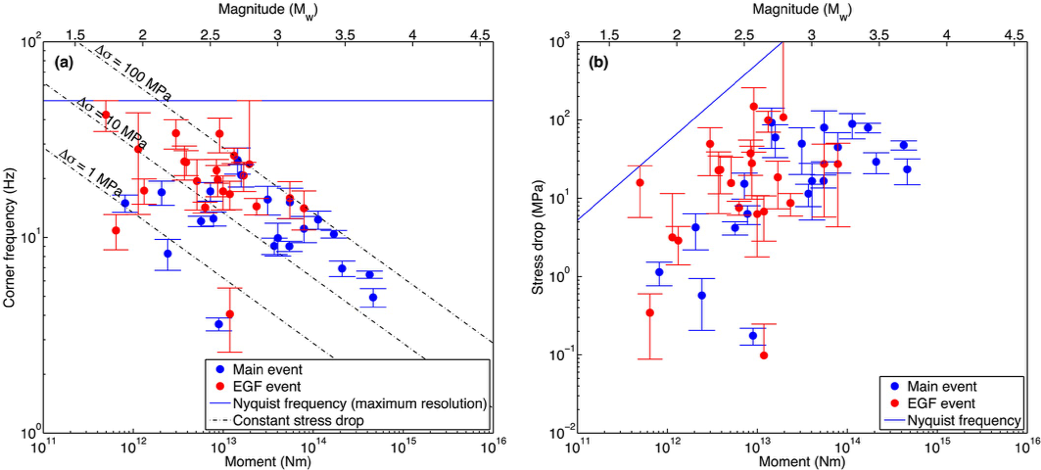 Magnitude (Mw)
1.5 2 2.5 3 3.5 4 4.5
10^2
(a)
Δσ = 100 MPa
Δσ = 10 MPa
Δσ = 1 MPa
Corner frequency (Hz)
10^1
Main event
EGF event
Nyquist frequency (maximum resolution)
Constant stress drop
10^0
10^11 10^12 10^13 10^14 10^15 10^16
Moment (Nm)
Magnitude (Mw)
1.5 2 2.5 3 3.5 4 4.5
10^3
(b)
10^2
10^1
Stress drop (MPa)
10^0
10^-1
Main event
EGF event
Nyquist frequency
10^-2
10^11 10^12 10^13 10^14 10^15 10^16
Moment (Nm)